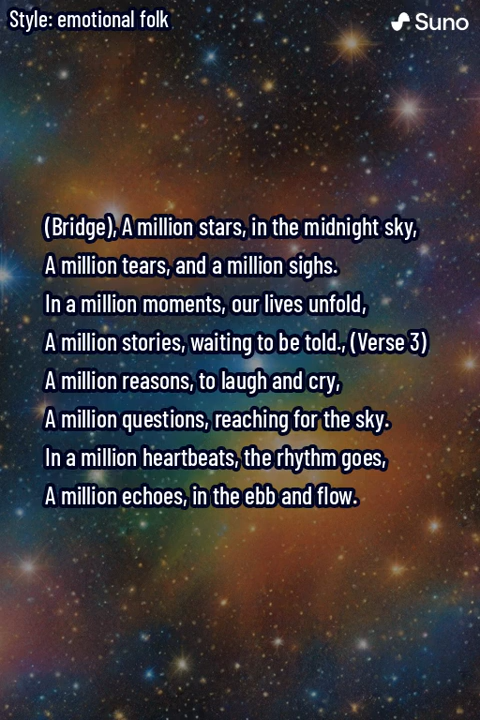 Style: emotional folk
Suno
(Bridge), A million stars, in the midnight sky,
A million tears, and a million sighs.
In a million moments, our lives unfold,
A million stories, waiting to be told., (Verse 3)
A million reasons, to laugh and cry,
A million questions, reaching for the sky.
In a million heartbeats, the rhythm goes,
A million echoes, in the ebb and flow.